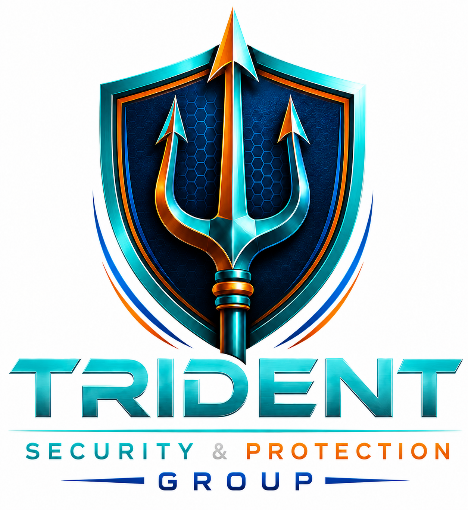 TRIDENT
SECURITY & PROTECTION
GROUP